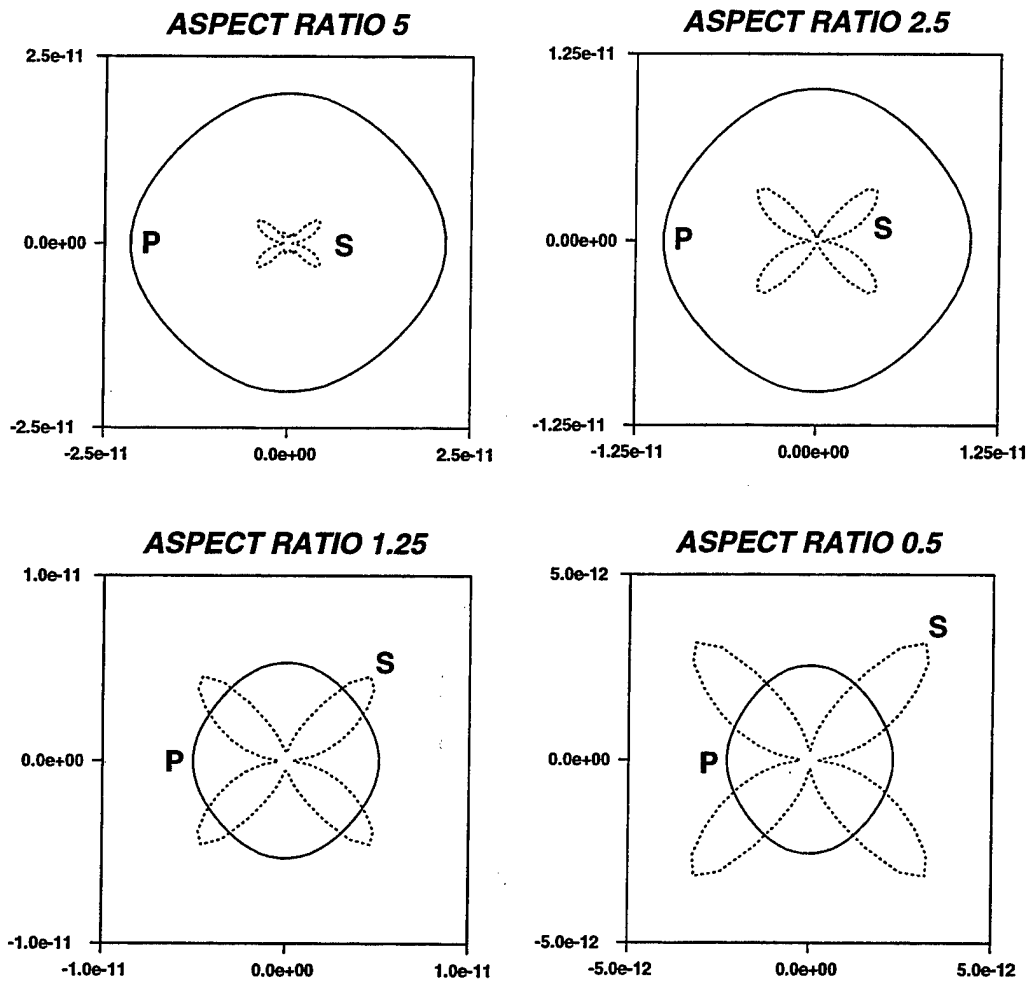 ASPECT RATIO 5
2.5e-11
P
S
0.0e+00
-2.5e-11
-2.5e-11 0.0e+00 2.5e-11
ASPECT RATIO 2.5
1.25e-11
P
S
0.00e+00
-1.25e-11
-1.25e-11 0.00e+00 1.25e-11
ASPECT RATIO 1.25
1.0e-11
S
P
0.0e+00
-1.0e-11
-1.0e-11 0.0e+00 1.0e-11
ASPECT RATIO 0.5
5.0e-12
S
P
0.0e+00
-5.0e-12
-5.0e-12 0.0e+00 5.0e-12